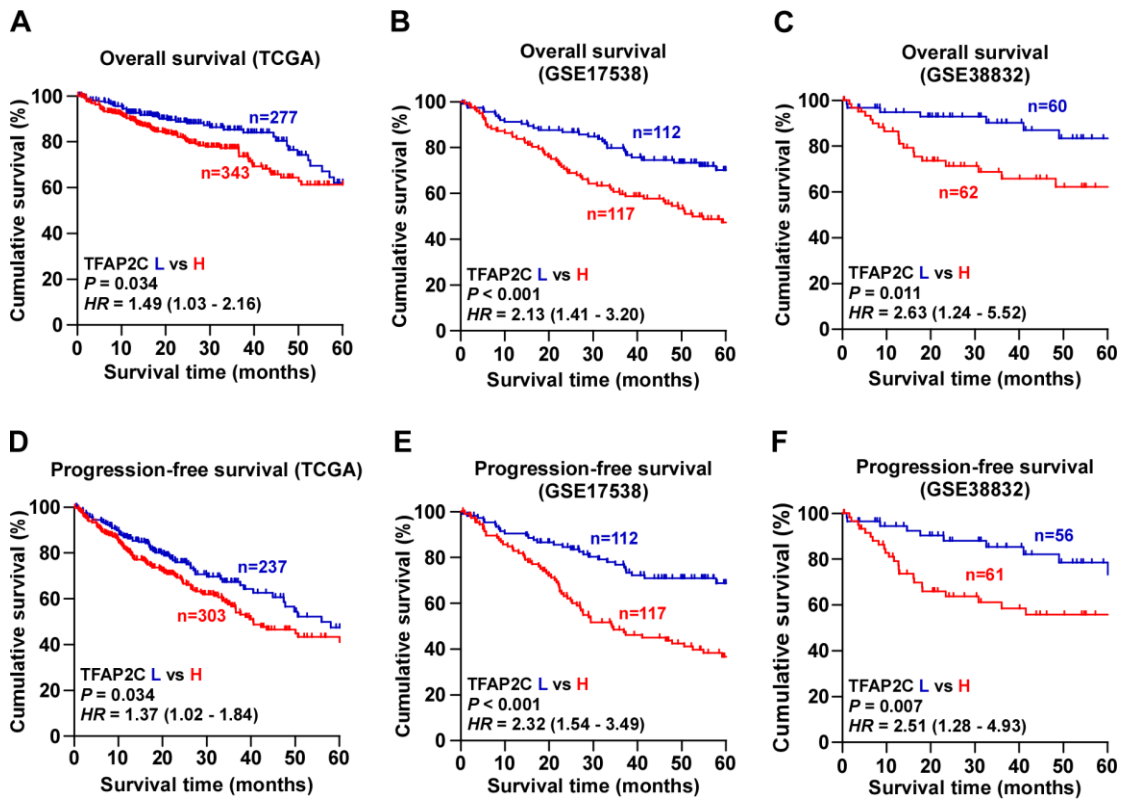 A
Overall survival (TCGA)
Cumulative survival (%)
100
80
60
40
80
0
n=277
n=343
TFAP2C L vs H
P = 0.034
HR = 1.49 (1.03 - 2.16)
0 10 20 30 40 50 60
Survival time (months)
B
Overall survival
(GSE17538)
Cumulative survival (%)
100
80
60
40
80
0
n=112
n=117
TFAP2C L vs H
P < 0.001
HR = 2.13 (1.41 - 3.20)
0 10 20 30 40 50 60
Survival time (months)
C
Overall survival
(GSE38832)
Cumulative survival (%)
100
80
60
40
80
0
n=60
n=62
TFAP2C L vs H
P = 0.011
HR = 2.63 (1.24 - 5.52)
0 10 20 30 40 50 60
Survival time (months)
D
Progression-free survival (TCGA)
Cumulative survival (%)
100
80
60
40
80
0
n=237
n=303
TFAP2C L vs H
P = 0.034
HR = 1.37 (1.02 - 1.84)
0 10 20 30 40 50 60
Survival time (months)
E
Progression-free survival
(GSE17538)
Cumulative survival (%)
100
80
60
40
80
0
n=112
n=117
TFAP2C L vs H
P < 0.001
HR = 2.32 (1.54 - 3.49)
0 10 20 30 40 50 60
Survival time (months)
F
Progression-free survival
(GSE38832)
Cumulative survival (%)
100
80
60
40
80
0
n=56
n=61
TFAP2C L vs H
P = 0.007
HR = 2.51 (1.28 - 4.93)
0 10 20 30 40 50 60
Survival time (months)